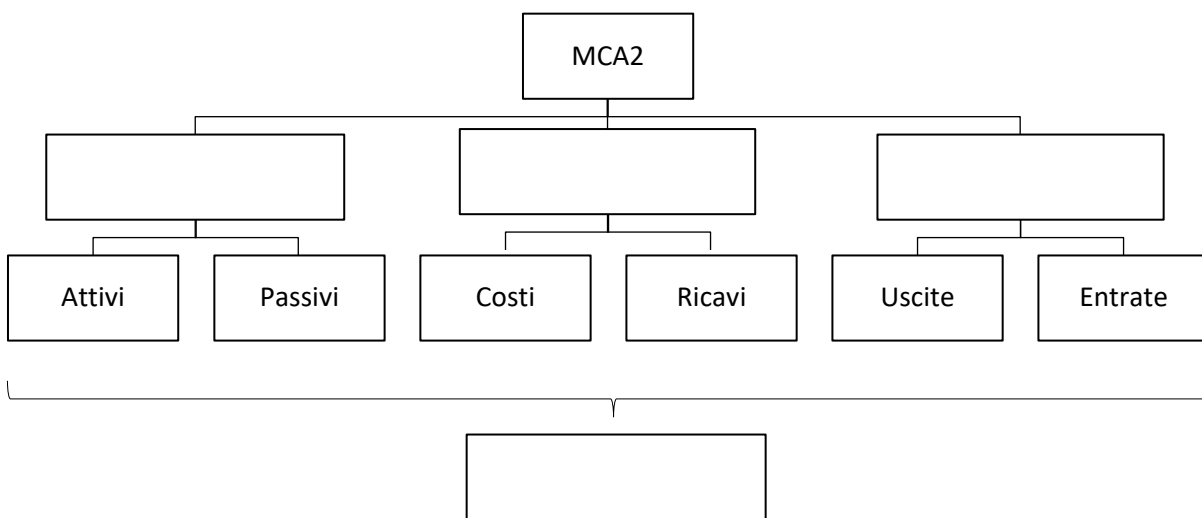 MCA2
Attivi
Passivi
Costi
Ricavi
Uscite
Entrate